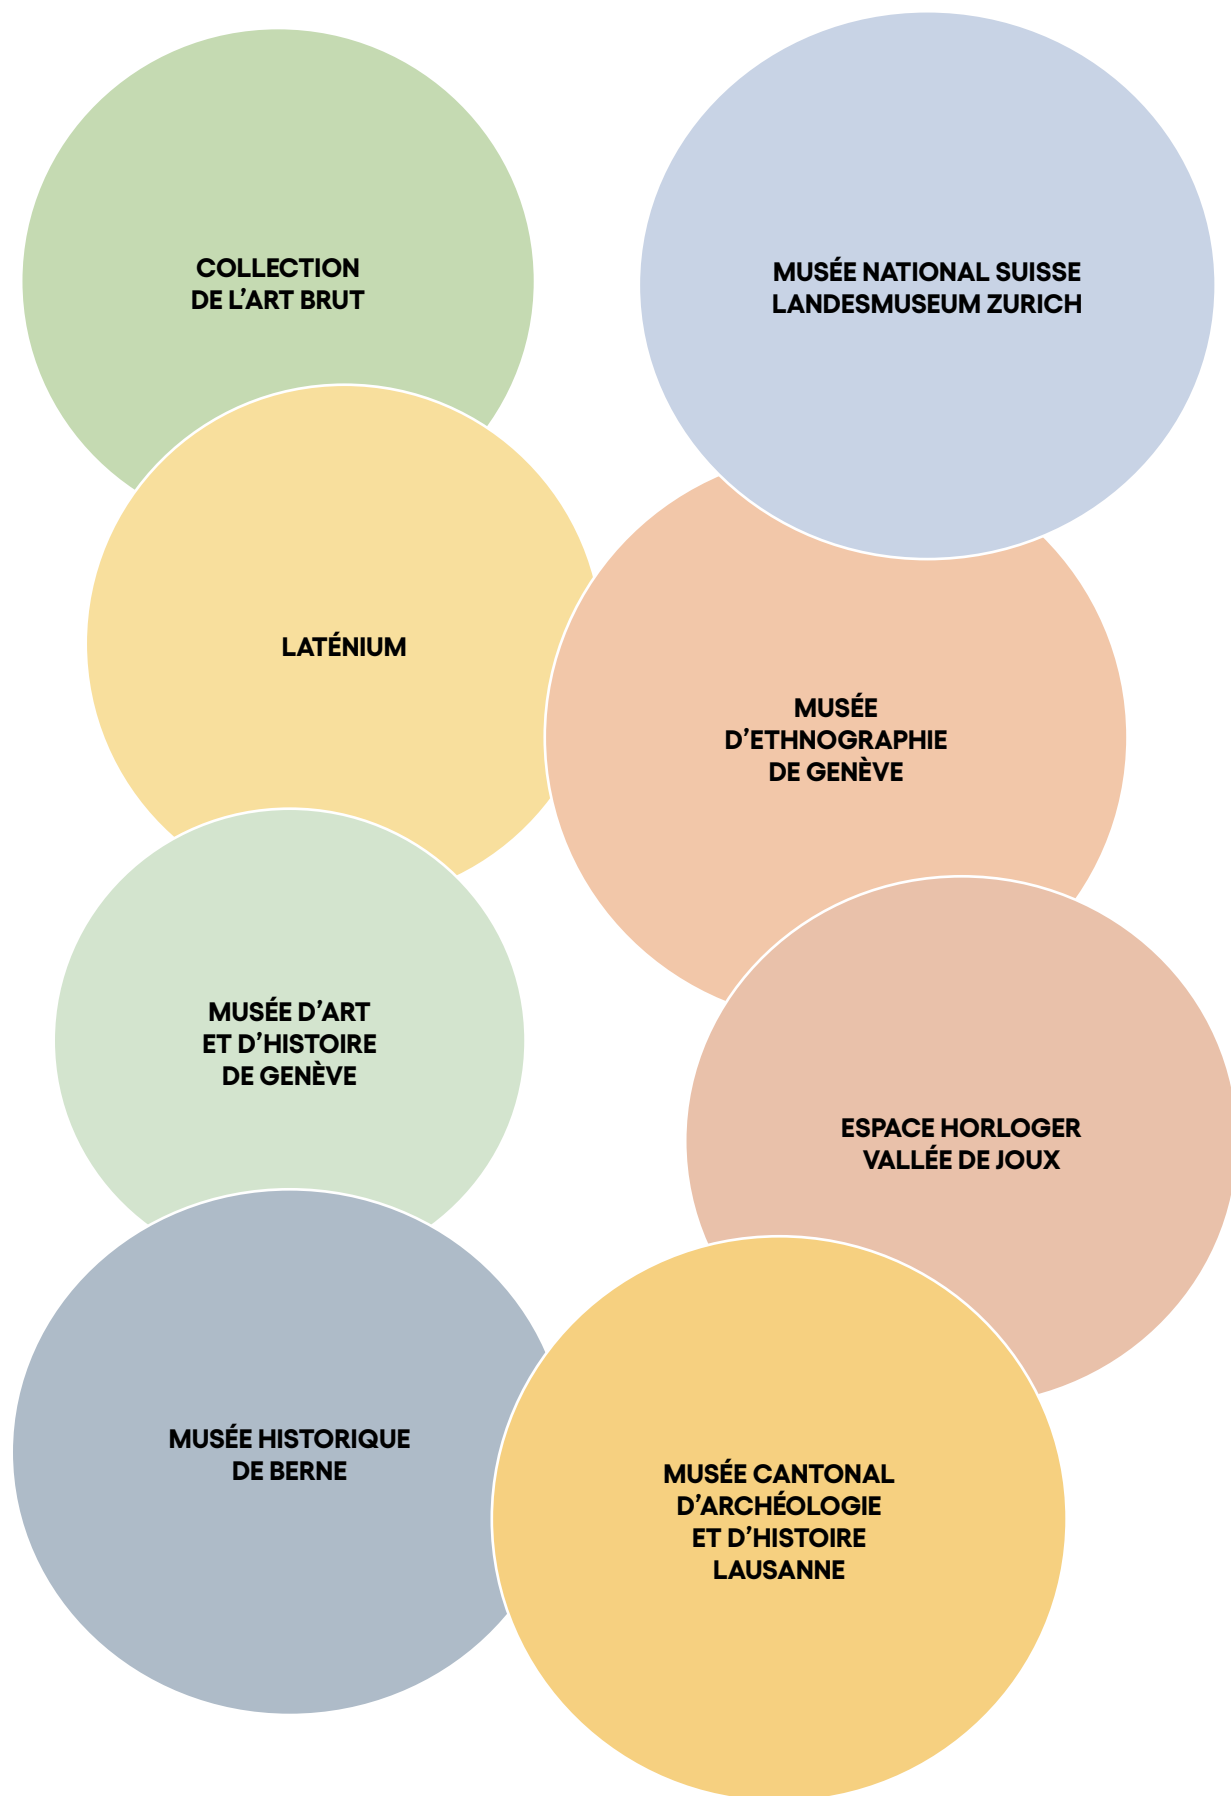 COLLECTION
DE L’ART BRUT
MUSÉE NATIONAL SUISSE
LANDESMUSEUM ZURICH
LATÉNIUM
MUSÉE
D’ETHNOGRAPHIE
DE GENÈVE
MUSÉE D’ART
ET D’HISTOIRE
DE GENÈVE
ESPACE HORLOGER
VALLÉE DE JOUX
MUSÉE HISTORIQUE
DE BERNE
MUSÉE CANTONAL
D’ARCHÉOLOGIE
ET D’HISTOIRE
LAUSANNE